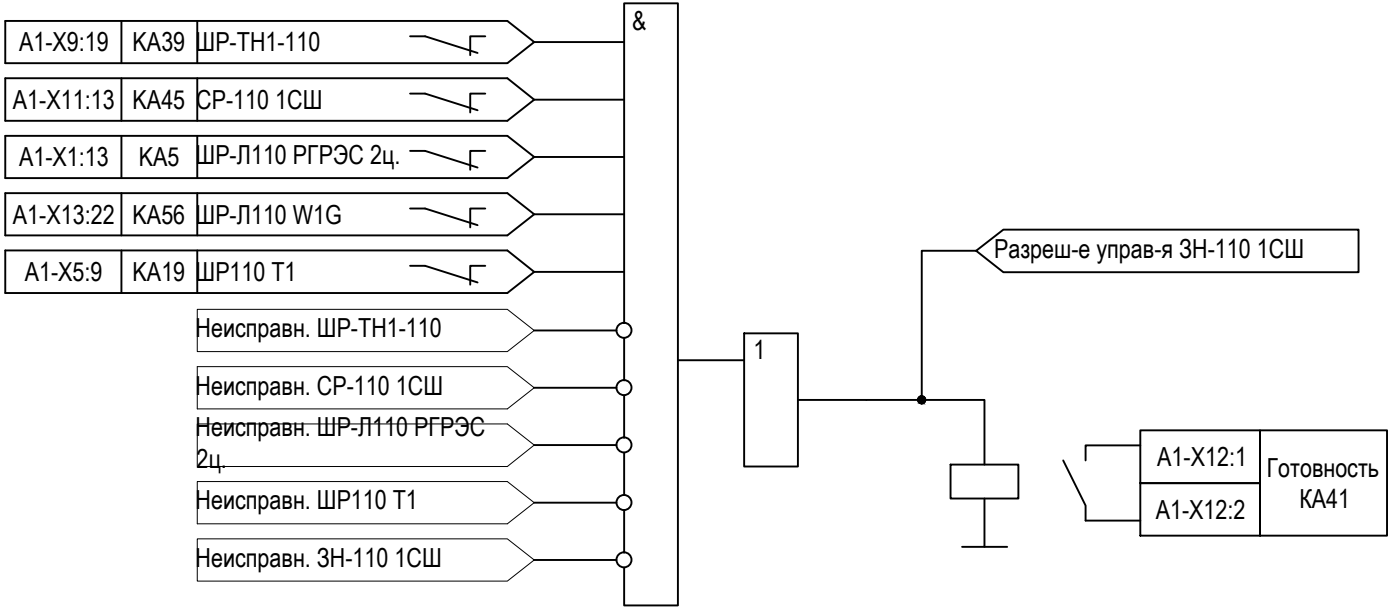 A1-X9:19 KA39 ШР-ТН1-110
A1-X11:13 KA45 СР-110 1СШ
A1-X1:13 KA5 ШР-Л110 РГРЭС 2ц.
A1-X13:22 KA56 ШР-Л110 W1G
A1-X5:9 KA19 ШР110 Т1
Неисправн. ШР-ТН1-110
Неисправн. СР-110 1СШ
Неисправн. ШР-Л110 РГРЭС
2ц.
Неисправн. ШР110 Т1
Неисправн. ЗН-110 1СШ
&
1
Разреш-е управ-я ЗН-110 1СШ
A1-X12:1
A1-X12:2
Готовность
KA41